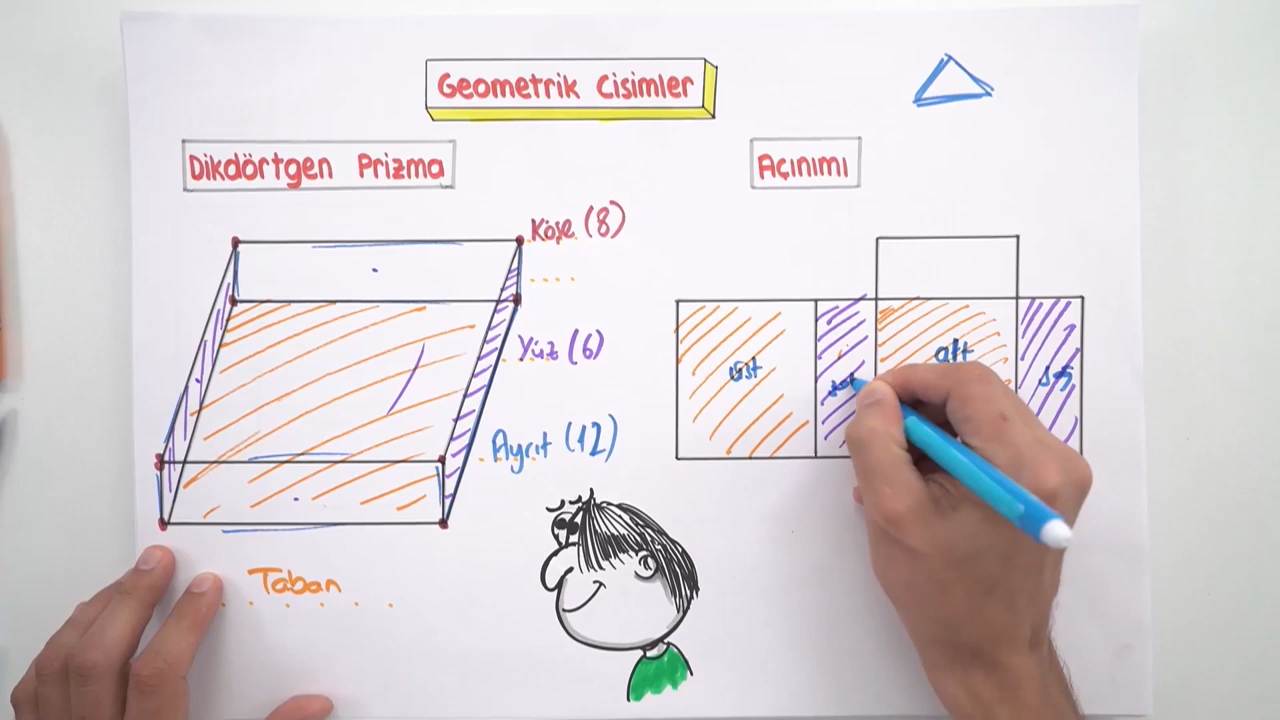 Geometrik Cisimler
Dikdörtgen Prizma
Açınımı
Köşe (8)
Yüz (6)
Ayrıt (12)
Taban
üst
alt